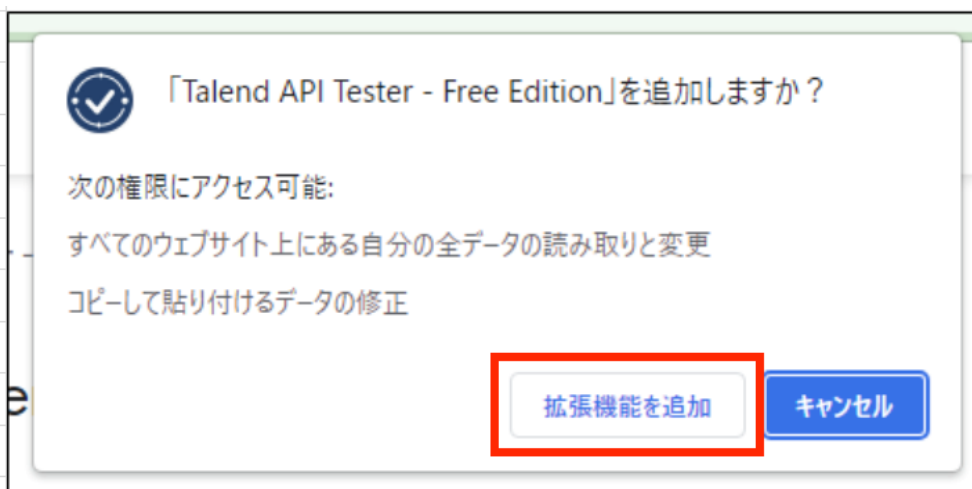 「Talend API Tester - Free Edition」を追加しますか？
次の権限にアクセス可能:
すべてのウェブサイト上にある自分の全データの読み取りと変更
コピーして貼り付けるデータの修正
拡張機能を追加
キャンセル